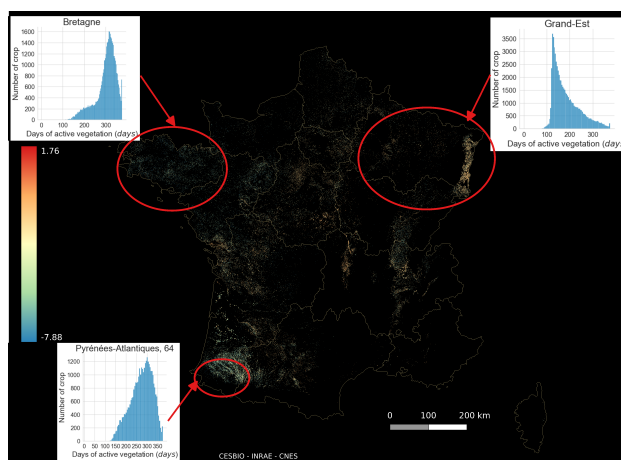 Bretagne
1600
1400
1200
1000
800
600
400
200
0
0 100 200 300
Number of crop
Days of active vegetation (days)
Grand-Est
3500
3000
2500
2000
1500
1000
500
0
0 100 200 300
Number of crop
Days of active vegetation (days)
1.76
-7.88
Pyrénées-Atlantiques, 64
1200
1000
800
600
400
200
0
0 50 100 150 200 250 300 350
Number of crop
Days of active vegetation (days)
0 100 200 km
CESBIO - INRAE - CNES